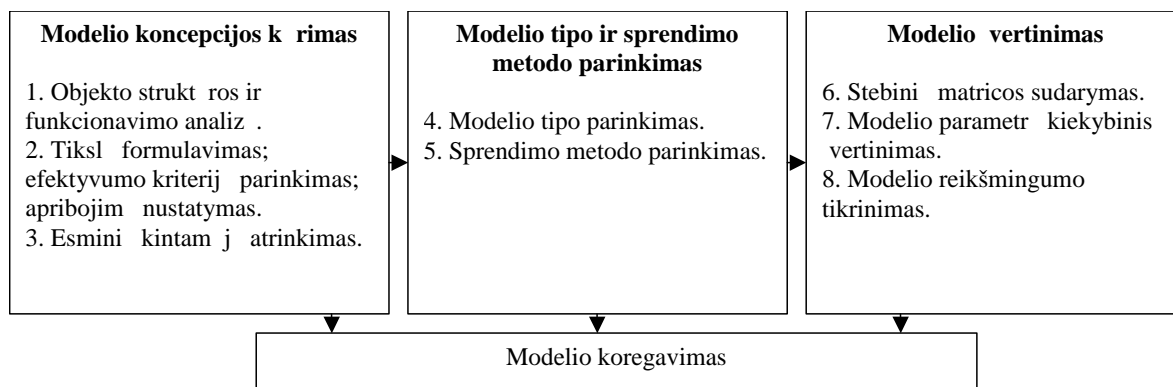 Modelio koncepcijos k rimas
1. Objekto strukt ros ir
funkcionavimo analiz .
2. Tiksl formulavimas;
efektyvumo kriterij parinkimas;
apribojim nustatymas.
3. Esmini kintam j atrinkimas.
Modelio tipo ir sprendimo
metodo parinkimas
4. Modelio tipo parinkimas.
5. Sprendimo metodo parinkimas.
Modelio vertinimas
6. Stebini matricos sudarymas.
7. Modelio parametr kiekybinis
vertinimas.
8. Modelio reikšmingumo
tikrinimas.
Modelio koregavimas